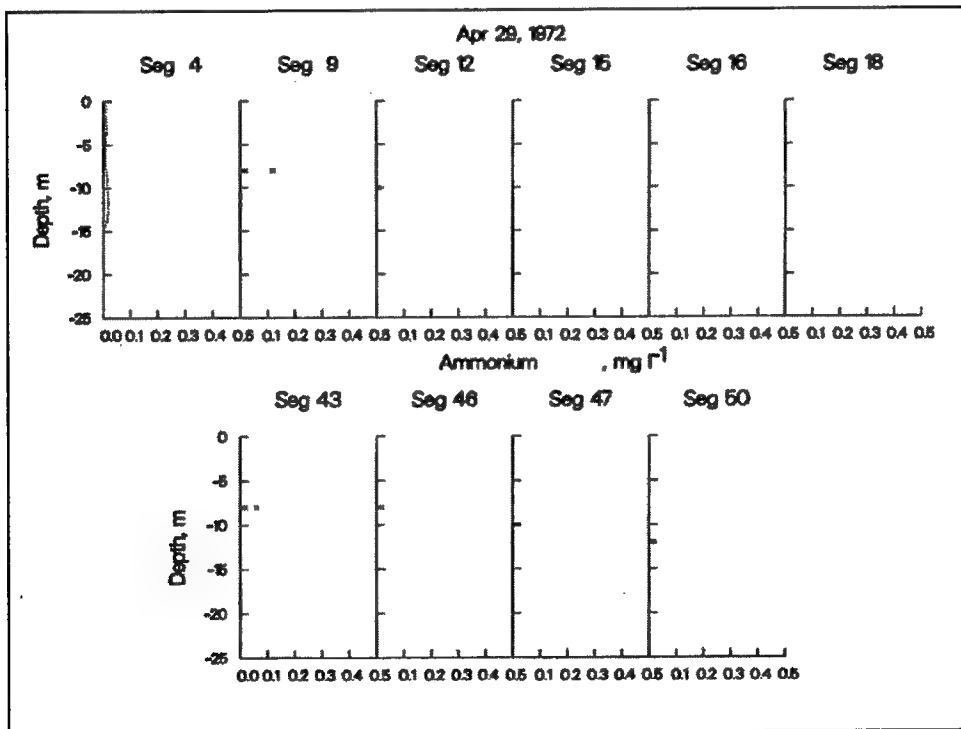 Apr 29, 1972
Seg 4 Seg 9 Seg 12 Seg 15 Seg 16 Seg 18
0
-5
-10
-15
-20
-25
Depth, m
0.0 0.1 0.2 0.3 0.4 0.5 0.1 0.2 0.3 0.4 0.5 0.1 0.2 0.3 0.4 0.5 0.1 0.2 0.3 0.4 0.5 0.1 0.2 0.3 0.4 0.5 0.1 0.2 0.3 0.4 0.5
Ammonium , mg l⁻¹
Seg 43 Seg 46 Seg 47 Seg 50
0
-5
-10
-15
-20
-25
Depth, m
0.0 0.1 0.2 0.3 0.4 0.5 0.1 0.2 0.3 0.4 0.5 0.1 0.2 0.3 0.4 0.5 0.1 0.2 0.3 0.4 0.5